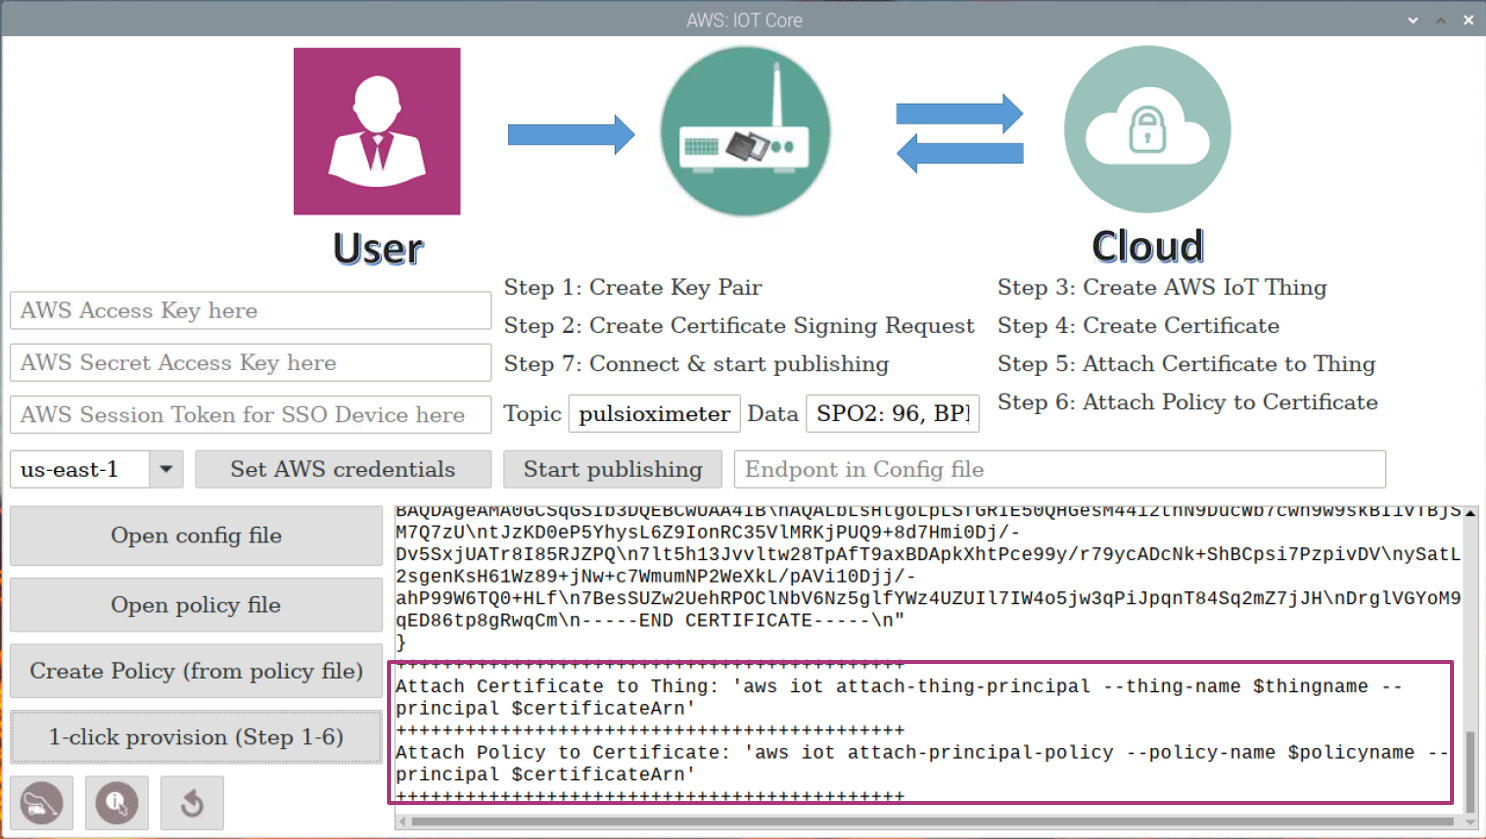 AWS: IOT Core
User
Cloud
Step 1: Create Key Pair
Step 2: Create Certificate Signing Request
Step 7: Connect & start publishing
Step 3: Create AWS IoT Thing
Step 4: Create Certificate
Step 5: Attach Certificate to Thing
Step 6: Attach Policy to Certificate
AWS Access Key here
AWS Secret Access Key here
AWS Session Token for SSO Device here
Topic pulsioximeter Data SPO2: 96, BP
us-east-1 Set AWS credentials Start publishing Endpont in Config file
Open config file
Open policy file
Create Policy (from policy file)
1-click provision (Step 1-6)
M7Q7zU\ntJzKD0eP5YhysL6Z9IonRC35VlMRKjPUQ9+8d7Hmi0Dj/-
Dv5SxjUATr8I85RJZPQ\n7lt5h13Jvvltw28TpAfT9axBDApkXhtPce99y/r79ycADcNk+ShBCpsi7PzpivDV\nySatL
2sgenKsH61Wz89+jNw+c7WmumNP2WeXkL/pAVi10Djj/-
ahP99W6TQ0+HLf\n7BesSUZw2UehRPOClNbV6Nz5glfYWz4UZUIl7IW4o5jw3qPiJpqnT84Sq2mZ7jJH\nDrglVGYoM9
qED86tp8gRwqCm\n-----END CERTIFICATE-----\n"
}
++++++++++++++++++++++++++++++++++++++++++++
Attach Certificate to Thing: 'aws iot attach-thing-principal --thing-name $thingname --
principal $certificateArn'
++++++++++++++++++++++++++++++++++++++++++++
Attach Policy to Certificate: 'aws iot attach-principal-policy --policy-name $policyname --
principal $certificateArn'
++++++++++++++++++++++++++++++++++++++++++++